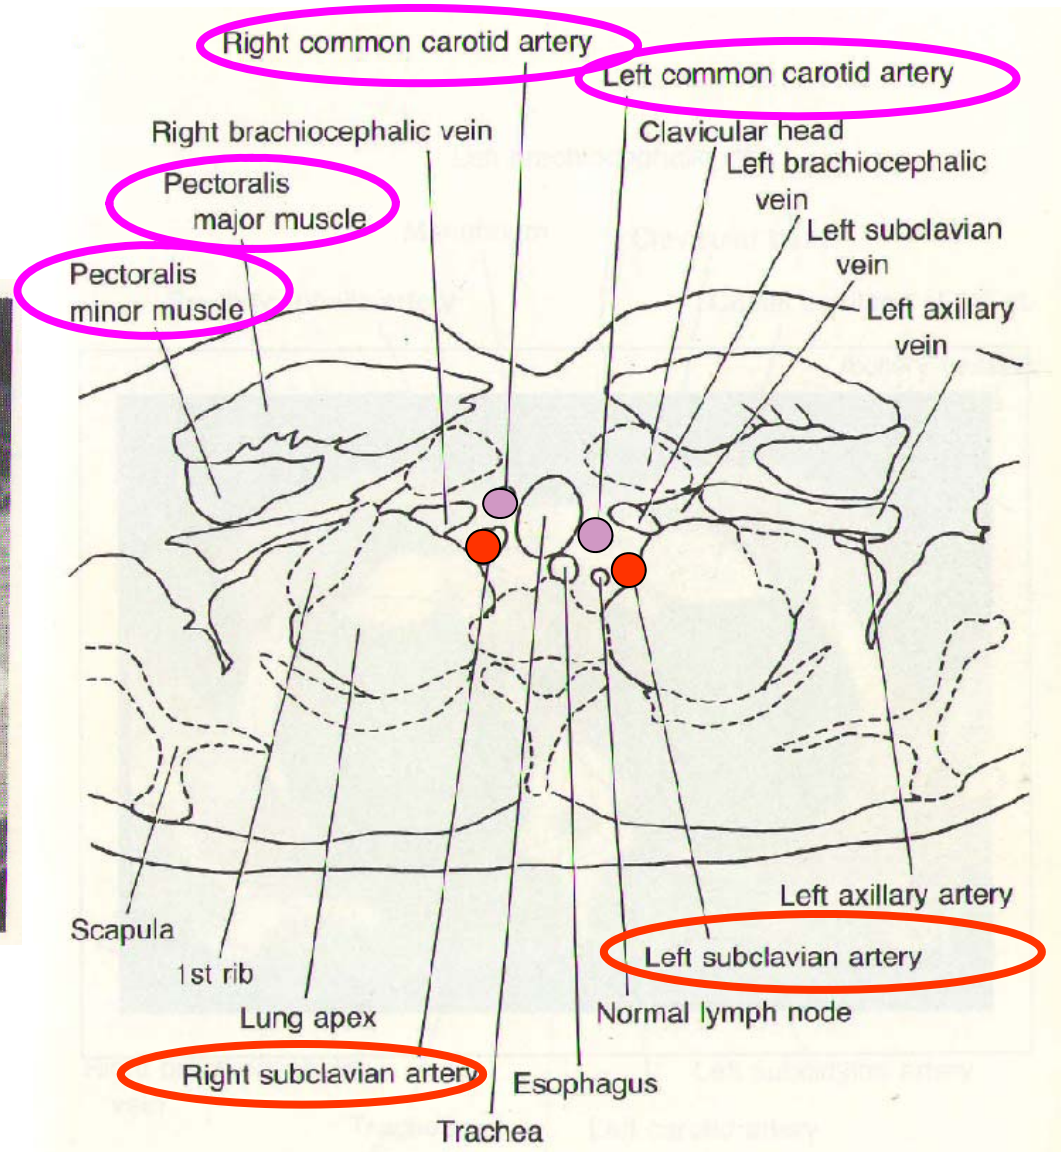 Right common carotid artery
Left common carotid artery
Right brachiocephalic vein
Clavicular head
Left brachiocephalic
vein
Pectoralis
major muscle
Left subclavian
vein
Pectoralis
minor muscle
Left axillary
vein
Left axillary artery
Scapula
Left subclavian artery
1st rib
Lung apex
Normal lymph node
Right subclavian artery
Esophagus
Trachea